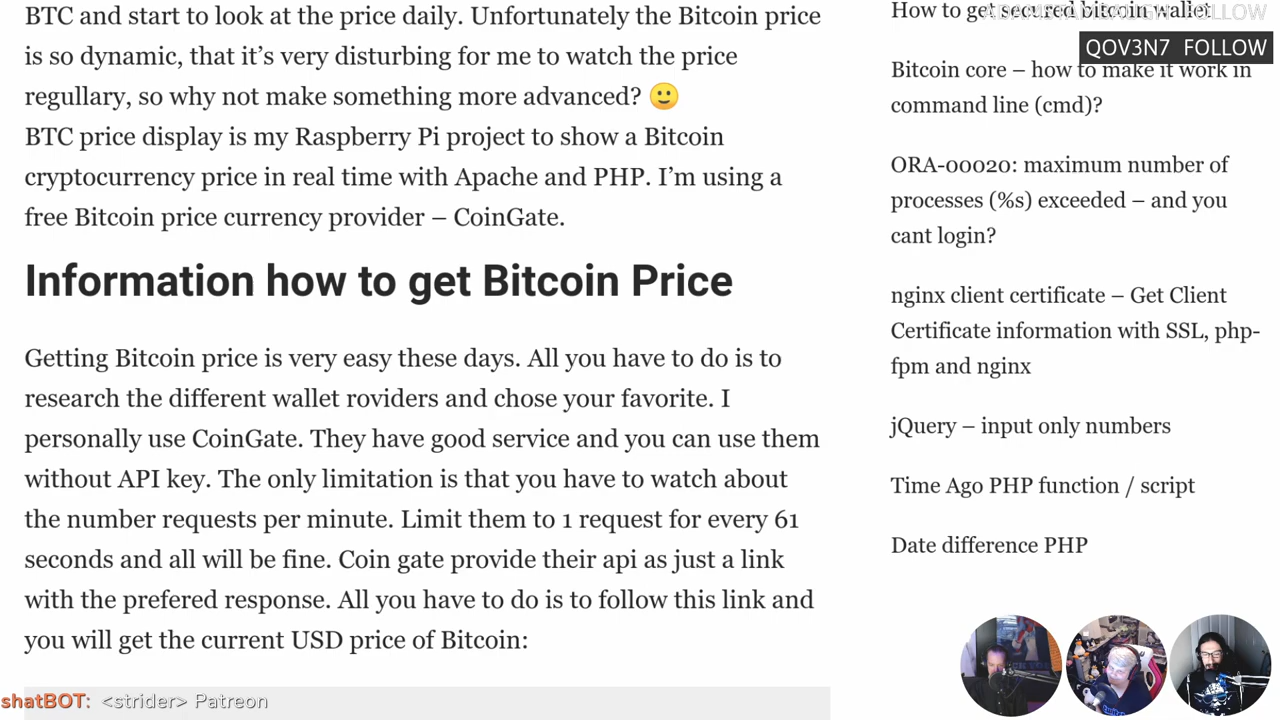 BTC and start to look at the price daily. Unfortunately the Bitcoin price
is so dynamic, that it’s very disturbing for me to watch the price
regullary, so why not make something more advanced? 🙂
BTC price display is my Raspberry Pi project to show a Bitcoin
cryptocurrency price in real time with Apache and PHP. I’m using a
free Bitcoin price currency provider – CoinGate.
Information how to get Bitcoin Price
Getting Bitcoin price is very easy these days. All you have to do is to
research the different wallet roviders and chose your favorite. I
personally use CoinGate. They have good service and you can use them
without API key. The only limitation is that you have to watch about
the number requests per minute. Limit them to 1 request for every 61
seconds and all will be fine. Coin gate provide their api as just a link
with the prefered response. All you have to do is to follow this link and
you will get the current USD price of Bitcoin:
How to get secured bitcoin wallet
FOLLOW
QOV3N7 FOLLOW
Bitcoin core – how to make it work in
command line (cmd)?
ORA-00020: maximum number of
processes (%s) exceeded – and you
cant login?
nginx client certificate – Get Client
Certificate information with SSL, php-
fpm and nginx
jQuery – input only numbers
Time Ago PHP function / script
Date difference PHP
shatBOT: <strider> Patreon